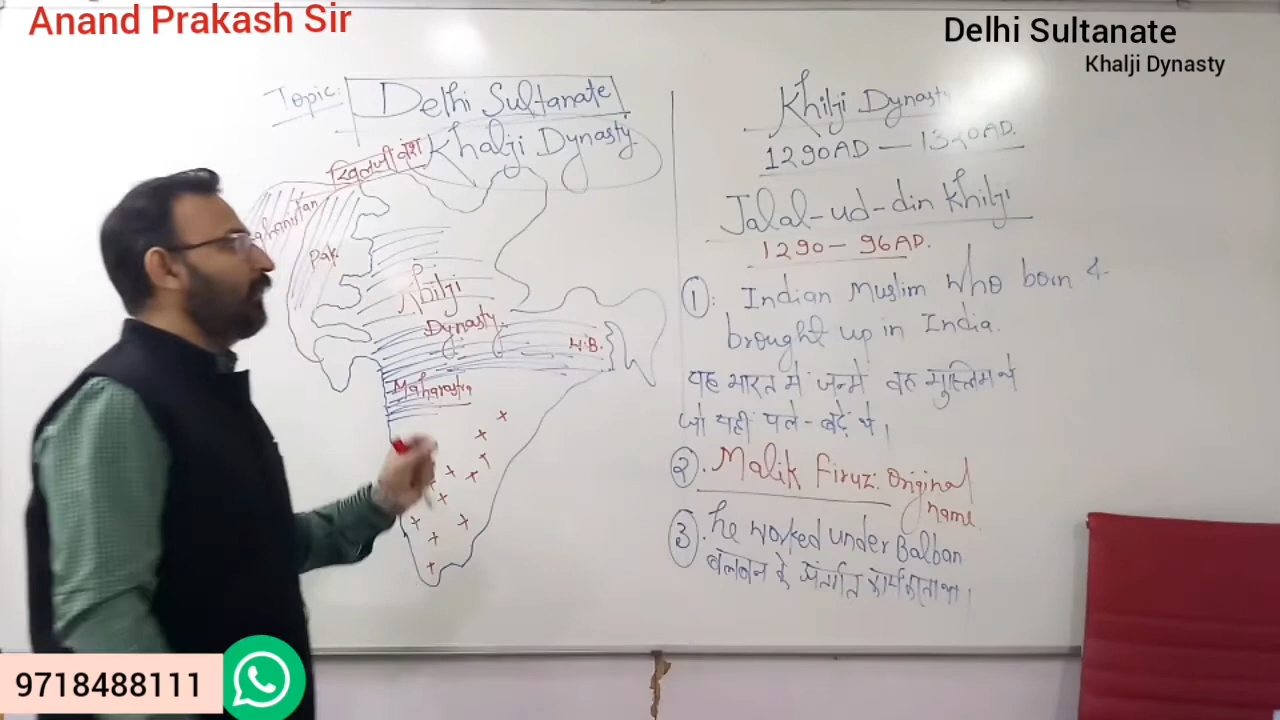 Anand Prakash Sir
Delhi Sultanate
Khalji Dynasty
Topic: Delhi Sultanate
Khalji Dynasty
खिलजी वंश
Pak.
Khilji
Dynasty
W.B.
Maharastra
Khilji Dynasty
1290AD — 1320AD.
Jalal-ud-din Khilji
1290 - 96AD.
①: Indian Muslim Who born &
brought up in India.
यह भारत में जन्में वह मुस्लिम थे
जो यहीं पले - बढ़ें थे।
②. Malik Firuz: Original
name.
③. he worked under Balban
बलबन के अंतर्गत कार्य करता था।
9718488111